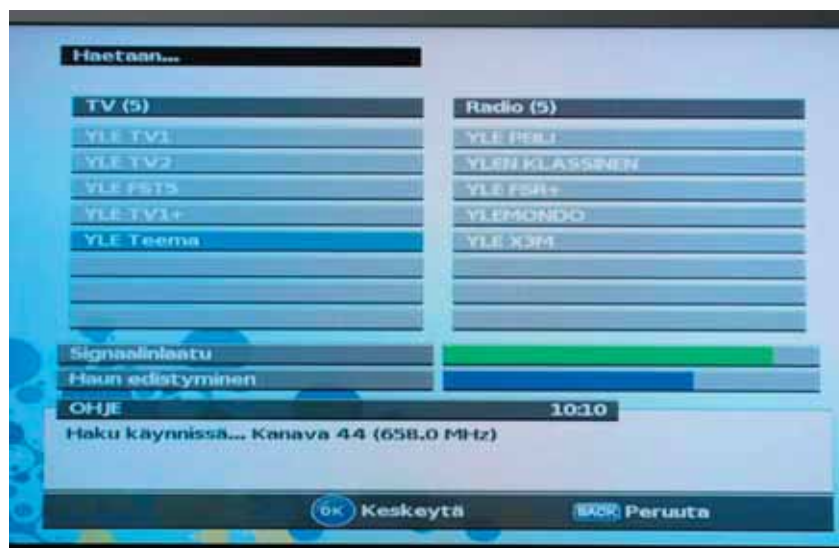 Haetaan...
TV (5)
YLE TV1
YLE TV2
YLE FST5
YLE TV1+
YLE Teema
Radio (5)
YLE PEILI
YLEN KLASSINEN
YLE FSR+
YLEMONDO
YLE X3M
Signaalinlaatu
Haun edistyminen
OHJE 10:10
Haku käynnissä... Kanava 44 (658.0 MHz)
OK Keskeytä BACK Peruuta